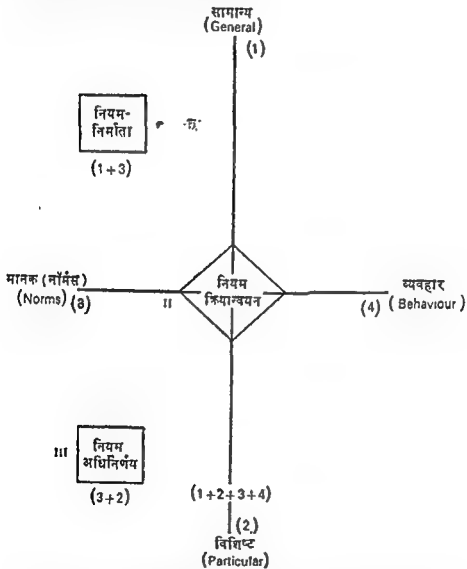 सामान्य
(General)
(1)
नियम-
निर्माता
(1+3)
मानक (नॉर्मस)
(Norms) (3)
II
नियम
क्रियान्वयन
व्यवहार
(4) (Behaviour)
III
नियम
अधिनिर्णय
(3+2)
(1+2+3+4)
(2)
विशिष्ट
(Particular)